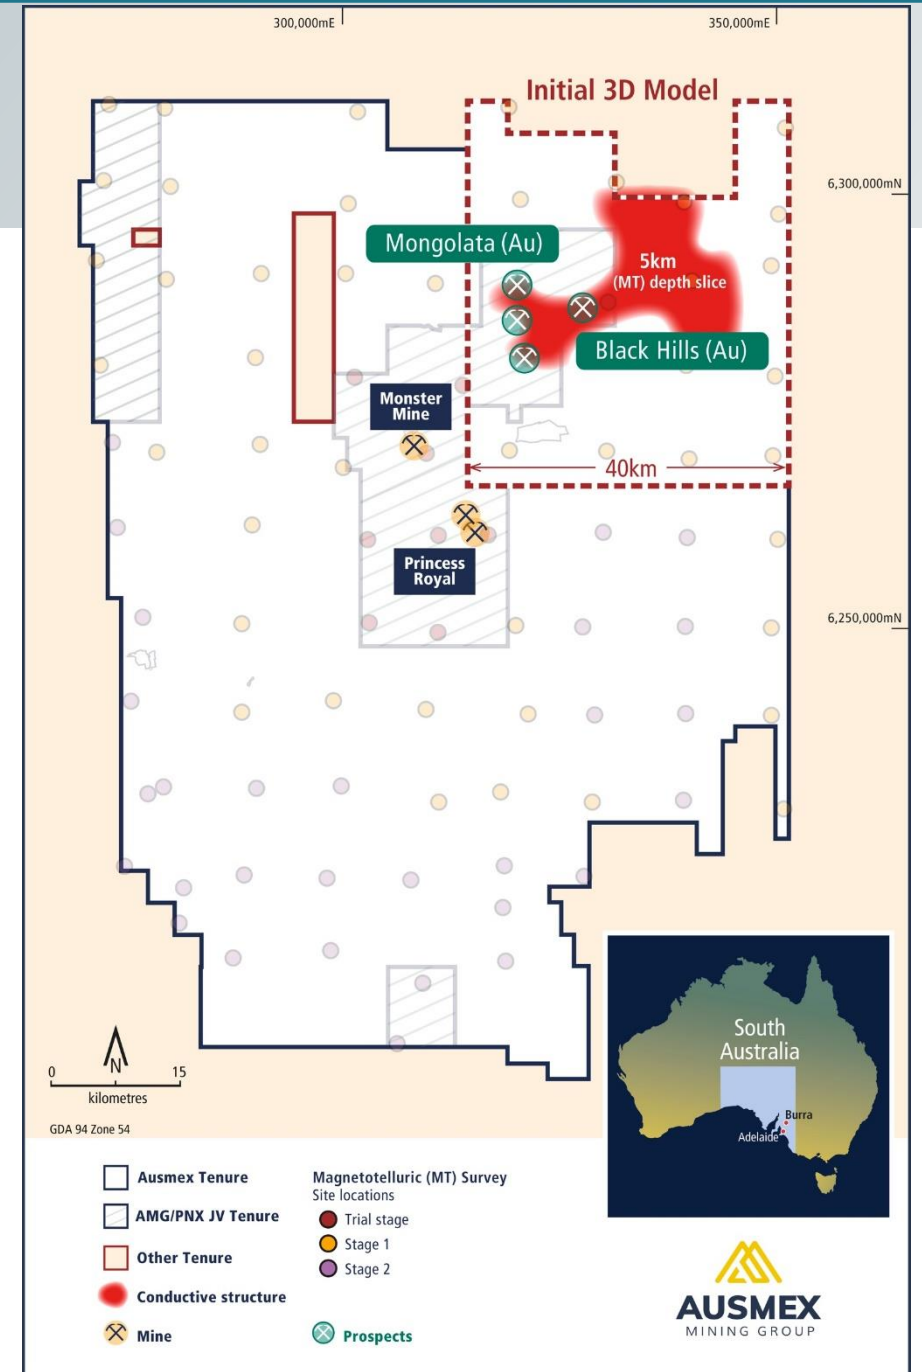 300,000mE
350,000mE
Initial 3D Model
6,300,000mN
Mongolata (Au)
5km
(MT) depth slice
Black Hills (Au)
Monster
Mine
40km
Princess
Royal
6,250,000mN
N
0 15
kilometres
GDA 94 Zone 54
South
Australia
Burra
Adelaide
Ausmex Tenure
AMG/PNX JV Tenure
Other Tenure
Conductive structure
Mine
Magnetotelluric (MT) Survey
Site locations
Trial stage
Stage 1
Stage 2
Prospects
AUSMEX
MINING GROUP